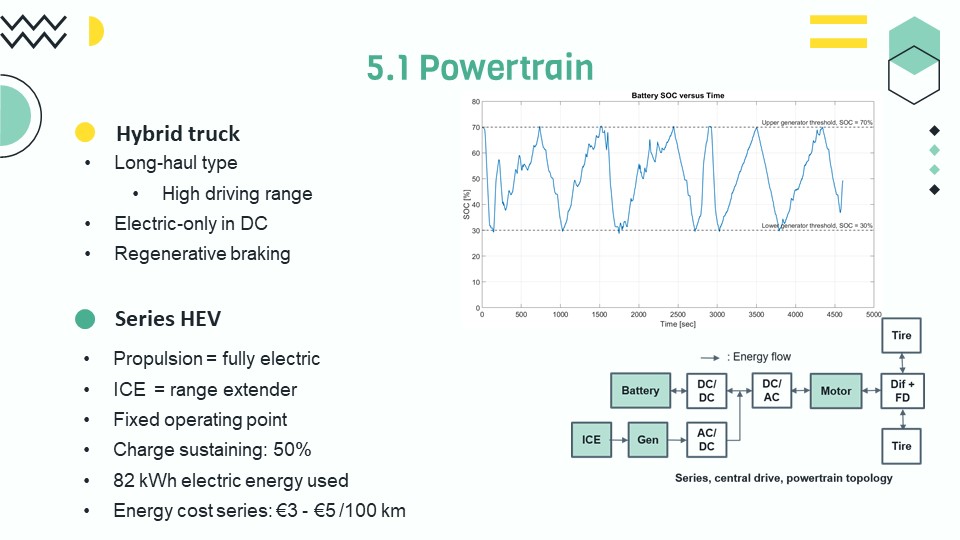 5.1 Powertrain
Hybrid truck
• Long-haul type
• High driving range
• Electric-only in DC
• Regenerative braking
Series HEV
• Propulsion = fully electric
• ICE = range extender
• Fixed operating point
• Charge sustaining: 50%
• 82 kWh electric energy used
• Energy cost series: €3 - €5 /100 km
Battery SOC versus Time
Upper generator threshold, SOC = 70%
Lower generator threshold, SOC = 30%
SOC [%]
80
70
60
50
40
30
20
10
0
0 500 1000 1500 2000 2500 3000 3500 4000 4500 5000
Time [sec]
: Energy flow
Tire
Battery
DC/
DC
DC/
AC
Motor
Dif +
FD
ICE
Gen
AC/
DC
Tire
Series, central drive, powertrain topology